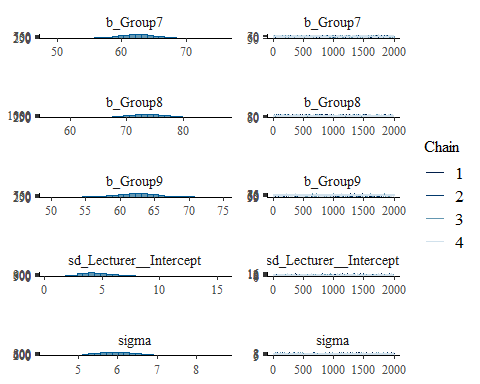 b_Group7 b_Group7
50 60 70 0 500 1000 1500 2000
b_Group8 b_Group8
60 70 80 0 500 1000 1500 2000
Chain
1
2
3
4
b_Group9 b_Group9
50 55 60 65 70 75 0 500 1000 1500 2000
sd_Lecturer__Intercept sd_Lecturer__Intercept
0 5 10 15 0 500 1000 1500 2000
sigma sigma
5 6 7 8 0 500 1000 1500 2000